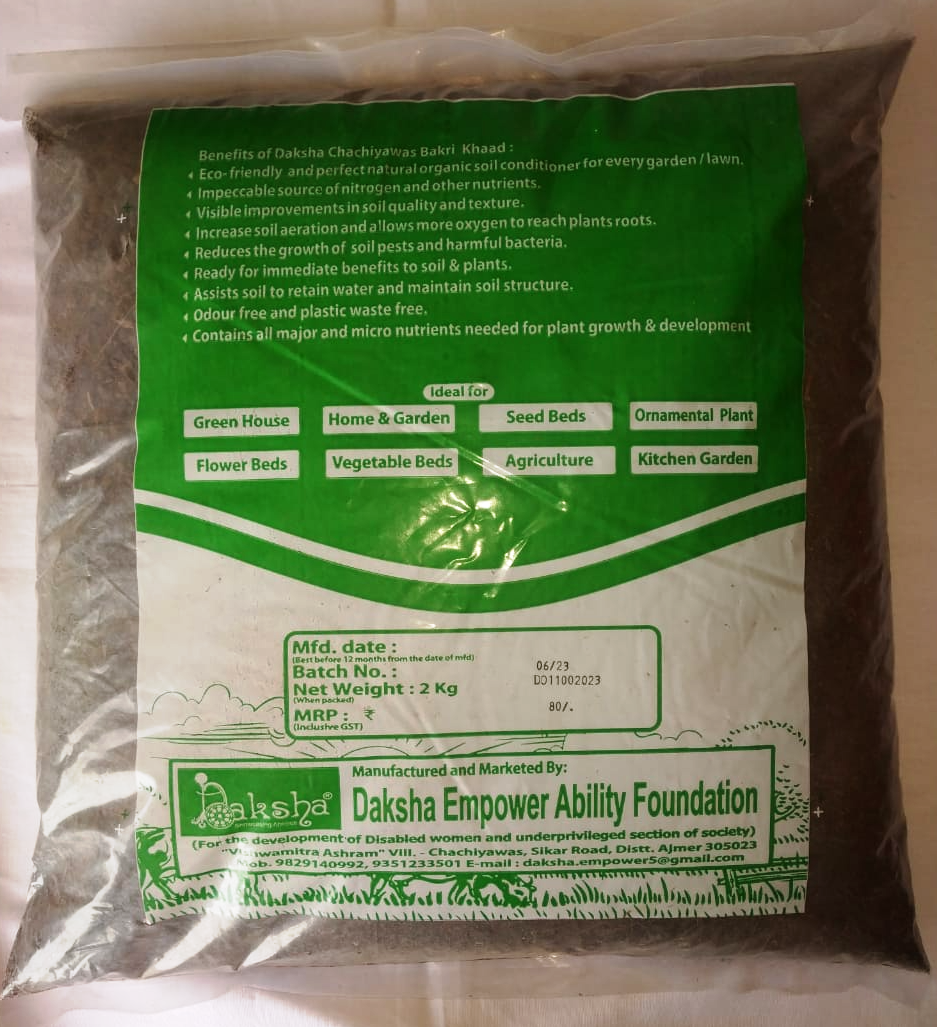 Benefits of Daksha Chachiyawas Bakri Khaad :
Eco- friendly and perfect natural organic soil conditioner for every garden / lawn.
Impeccable source of nitrogen and other nutrients.
Visible improvements in soil quality and texture.
Increase soil aeration and allows more oxygen to reach plants roots.
Reduces the growth of soil pests and harmful bacteria.
Ready for immediate benefits to soil & plants.
Assists soil to retain water and maintain soil structure.
Odour free and plastic waste free.
Contains all major and micro nutrients needed for plant growth & development
Ideal for
Green House Home & Garden Seed Beds Ornamental Plant
Flower Beds Vegetable Beds Agriculture Kitchen Garden
Mfd. date :
(Best before 12 months from the date of mfd)
06/23
Batch No. :
DO11002023
Net Weight : 2 Kg
(When packed)
MRP : ₹ 80/.
(Inclusive GST)
Manufactured and Marketed By:
Daksha®
Daksha Empower Ability Foundation
(For the development of Disabled women and underprivileged section of society)
"Vishwamitra Ashram" Vill. - Chachiyawas, Sikar Road, Distt. Ajmer 305023
Mob. 9829140992, 9351233501 E-mail : daksha.empower5@gmail.com